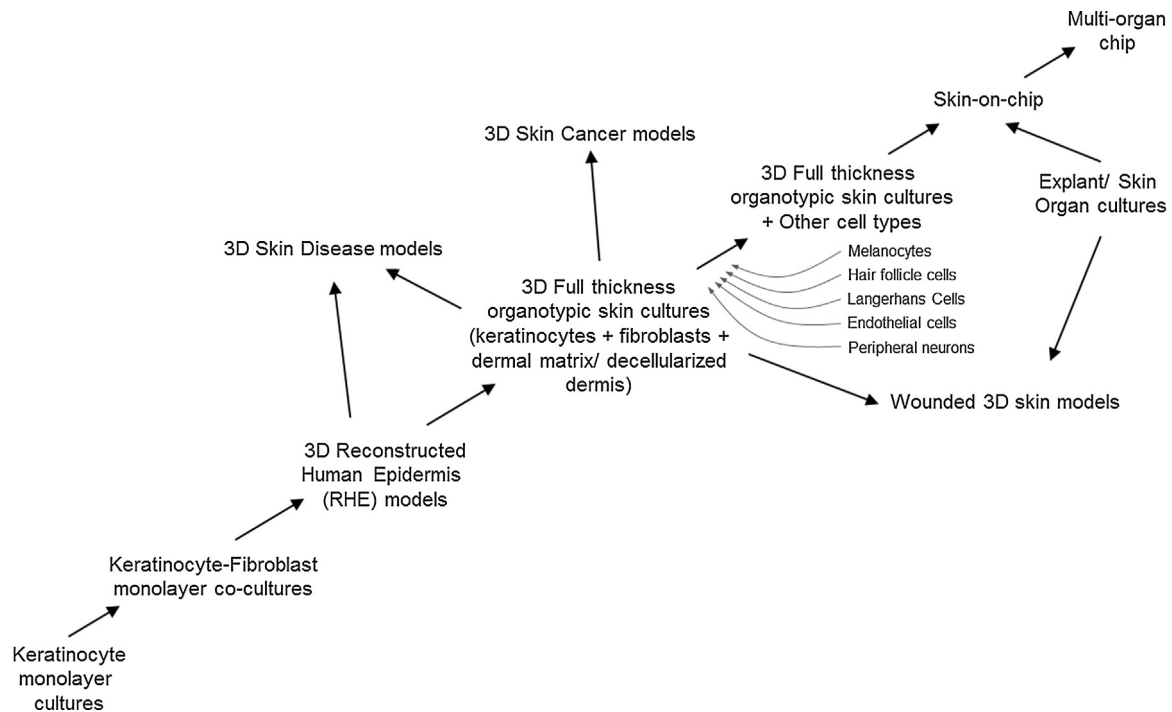 Multi-organ
chip
Skin-on-chip
3D Skin Cancer models
3D Full thickness
organotypic skin cultures
+ Other cell types
Explant/ Skin
Organ cultures
3D Skin Disease models
Melanocytes
Hair follicle cells
Langerhans Cells
Endothelial cells
Peripheral neurons
3D Full thickness
organotypic skin cultures
(keratinocytes + fibroblasts +
dermal matrix/ decellularized
dermis)
Wounded 3D skin models
3D Reconstructed
Human Epidermis
(RHE) models
Keratinocyte-Fibroblast
monolayer co-cultures
Keratinocyte
monolayer
cultures